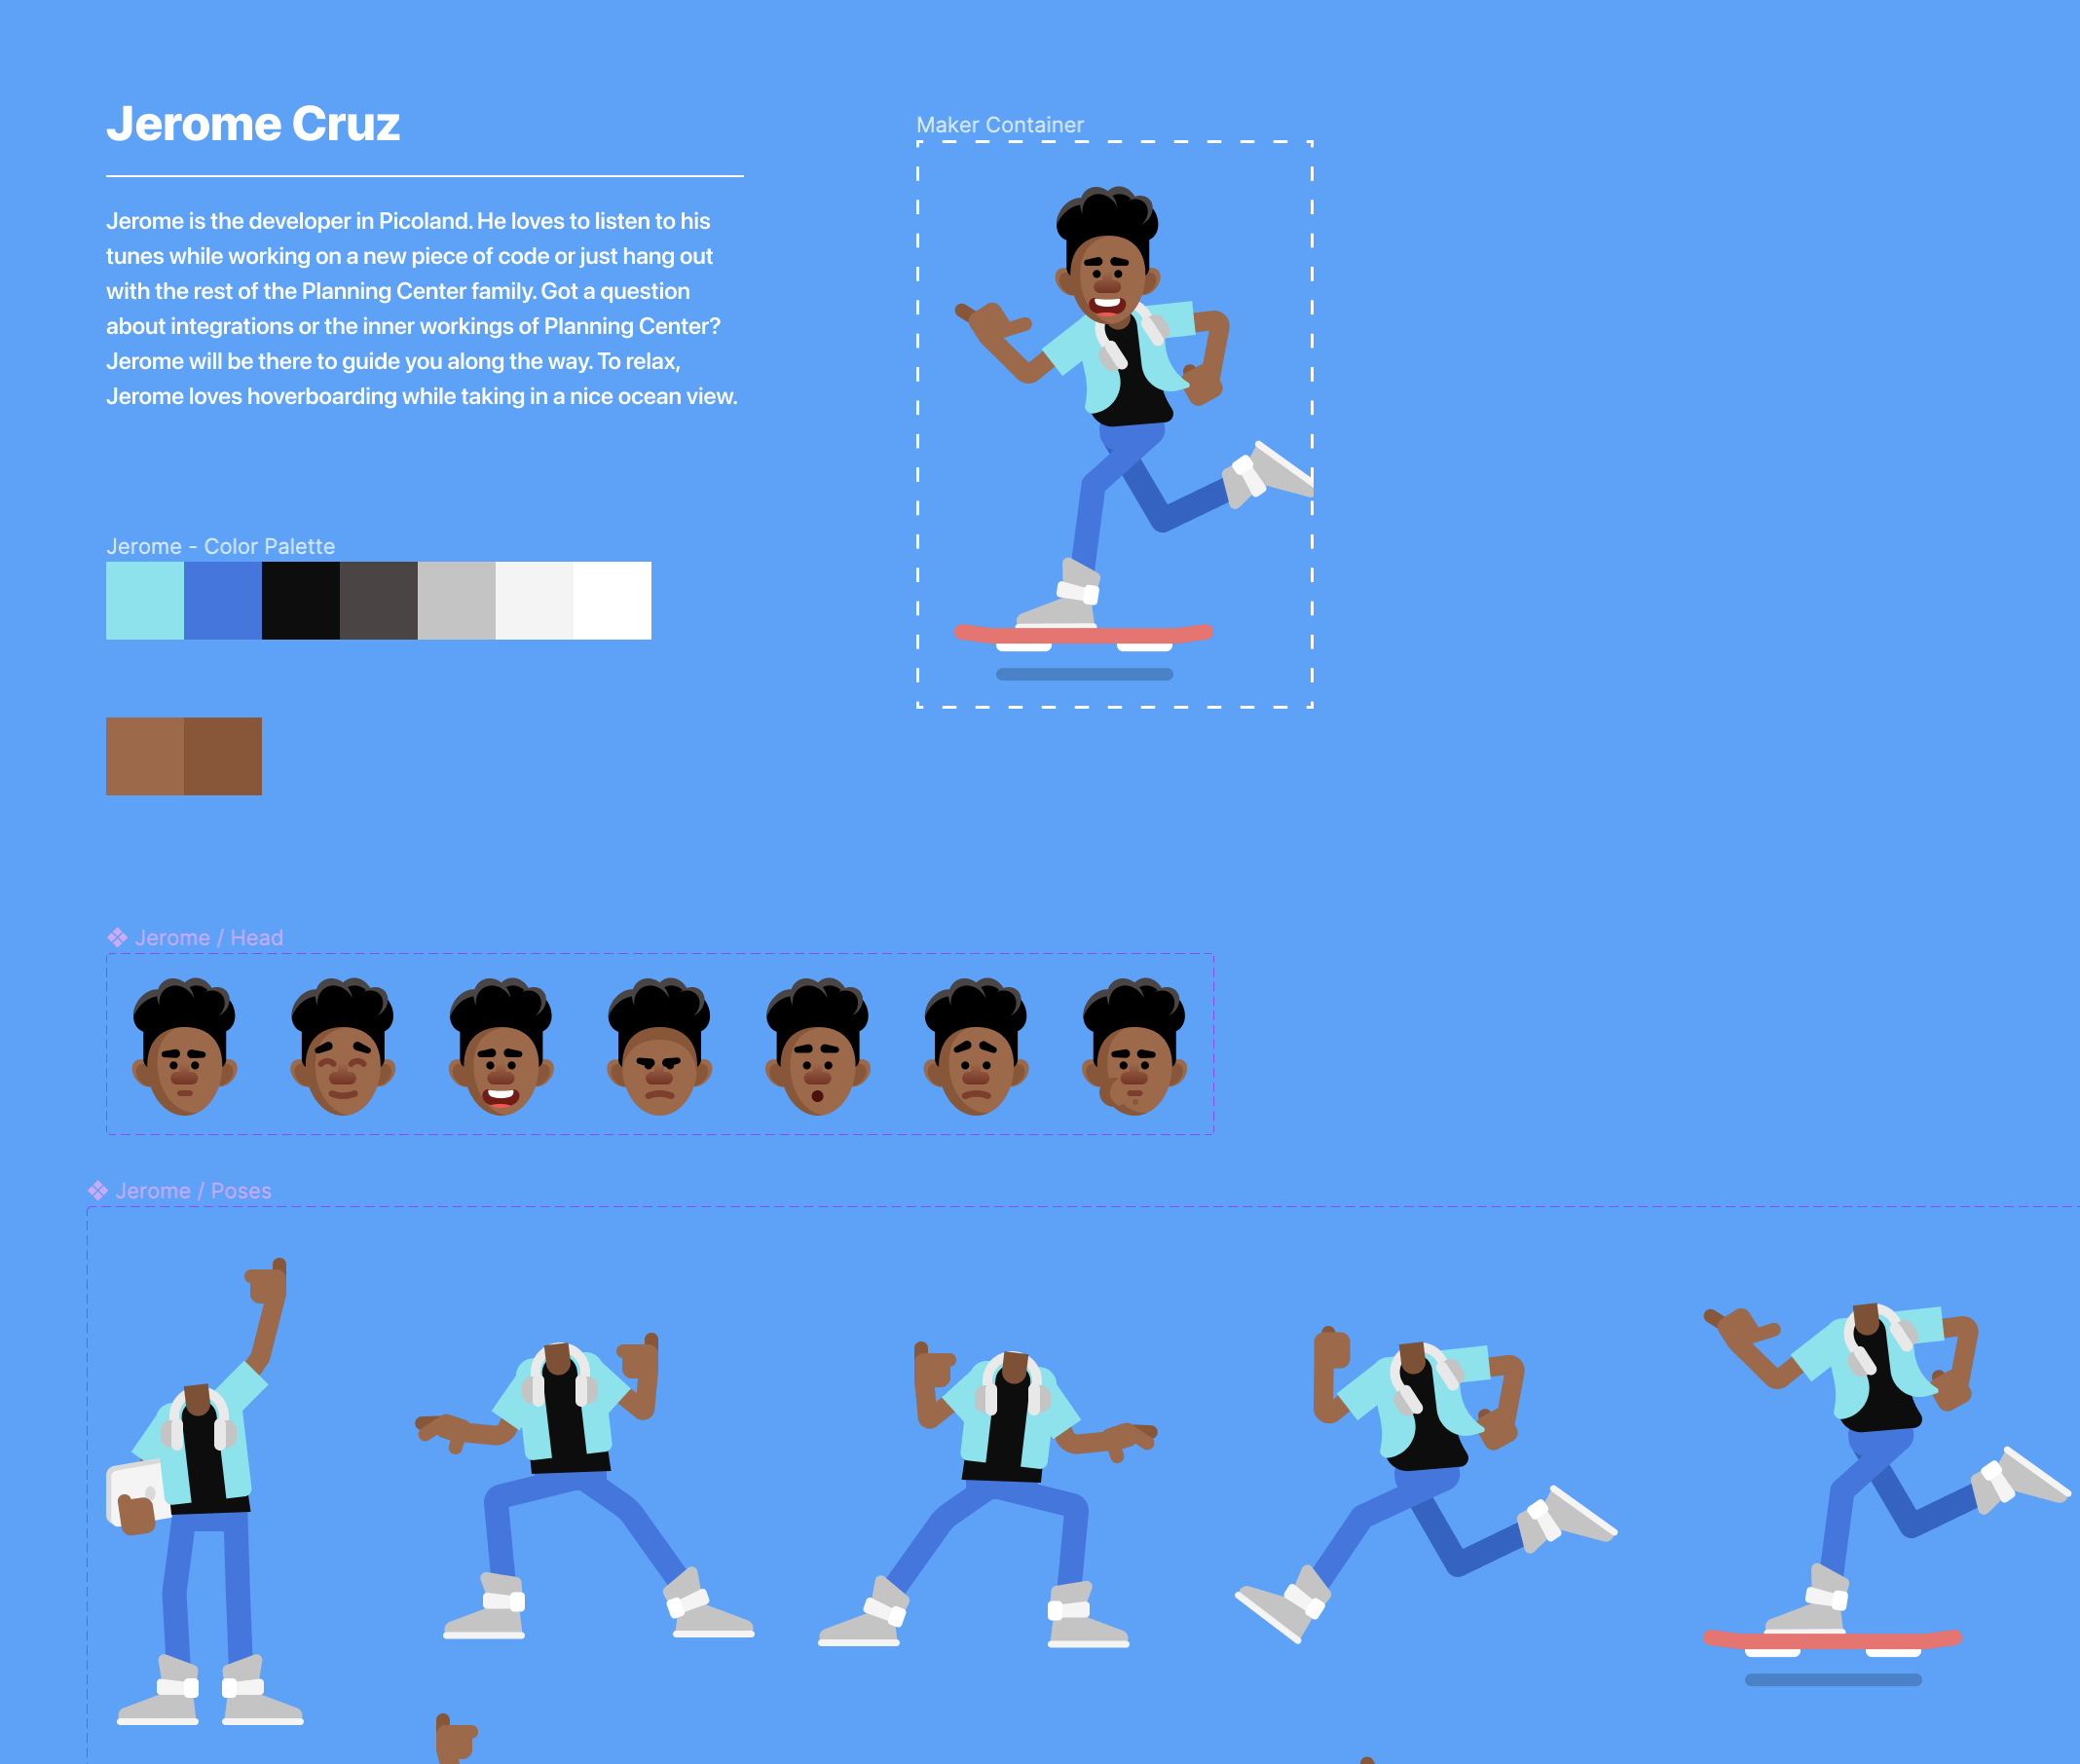 Jerome Cruz
Jerome is the developer in Picoland. He loves to listen to his
tunes while working on a new piece of code or just hang out
with the rest of the Planning Center family. Got a question
about integrations or the inner workings of Planning Center?
Jerome will be there to guide you along the way. To relax,
Jerome loves hoverboarding while taking in a nice ocean view.
Maker Container
Jerome - Color Palette
Jerome / Head
Jerome / Poses